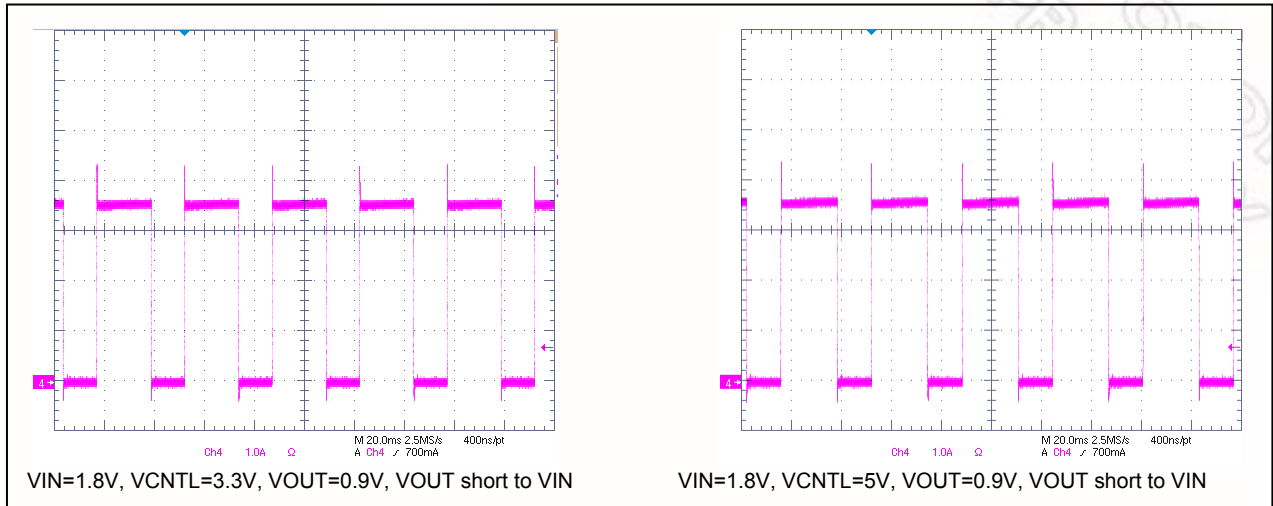 4
M 20.0ms 2.5MS/s 400ns/pt
Ch4 1.0A Ω A Ch4 / 700mA
VIN=1.8V, VCNTL=3.3V, VOUT=0.9V, VOUT short to VIN
4
M 20.0ms 2.5MS/s 400ns/pt
Ch4 1.0A Ω A Ch4 / 700mA
VIN=1.8V, VCNTL=5V, VOUT=0.9V, VOUT short to VIN